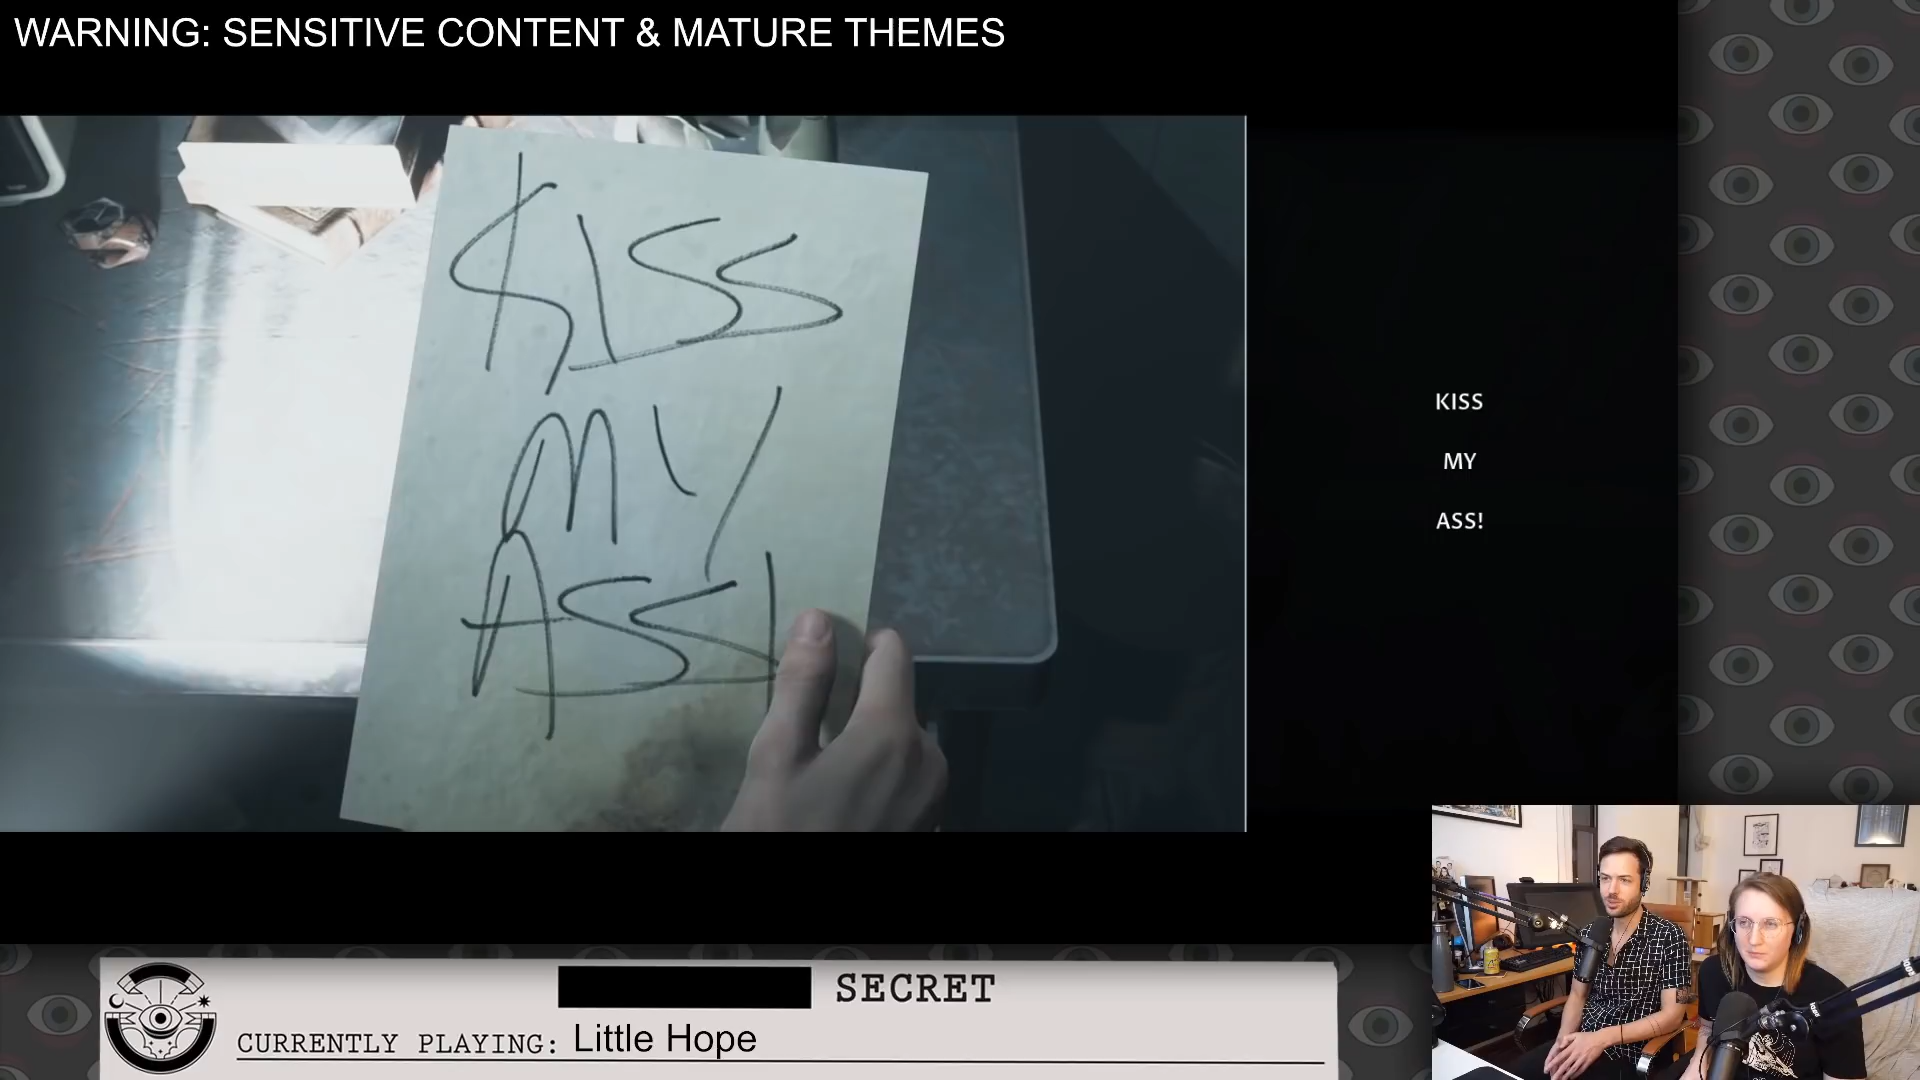 WARNING: SENSITIVE CONTENT & MATURE THEMES
KISS
MY
ASS!
KISS
MY
ASS!
SECRET
CURRENTLY PLAYING: Little Hope